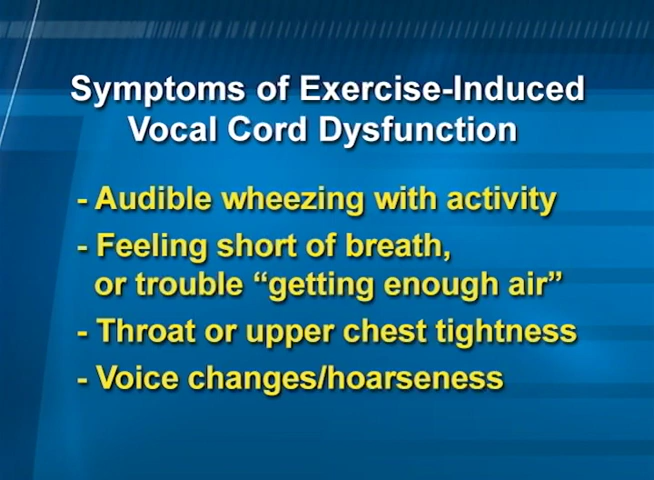 Symptoms of Exercise-Induced
Vocal Cord Dysfunction
- Audible wheezing with activity
- Feeling short of breath,
or trouble “getting enough air”
- Throat or upper chest tightness
- Voice changes/hoarseness